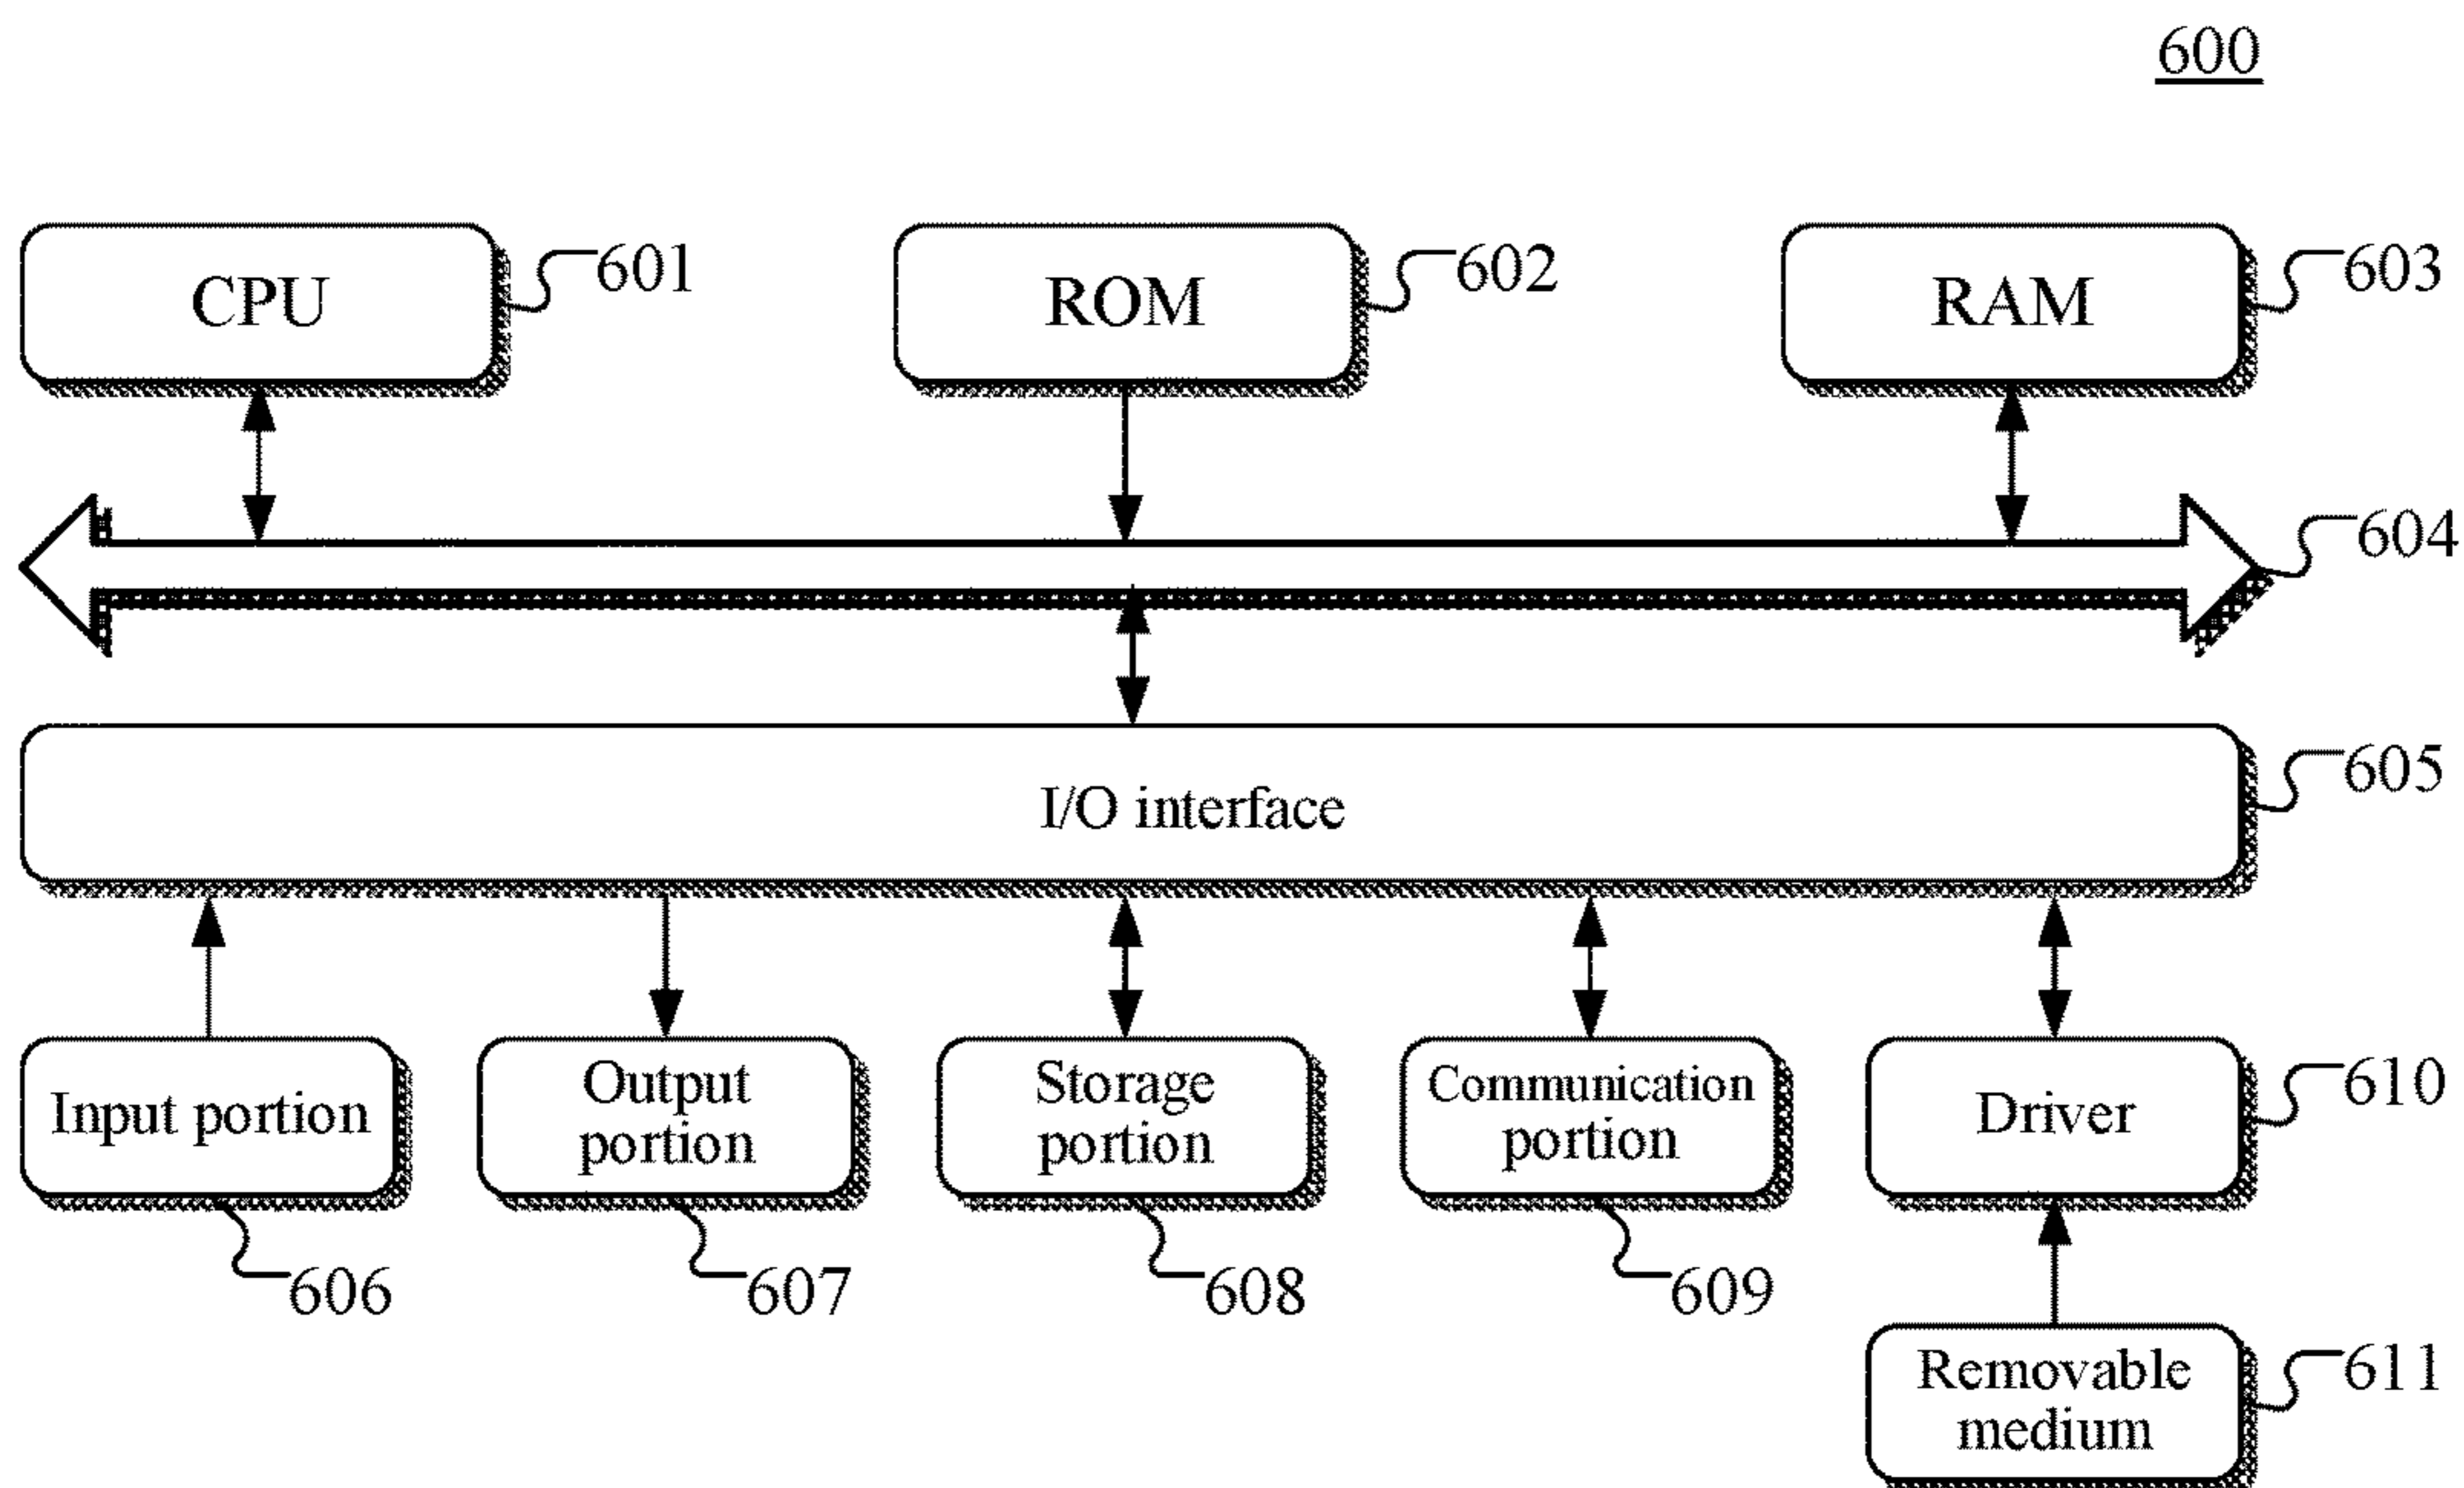 600
CPU
601
ROM
602
RAM
603
604
I/O interface
605
Input portion
Output
portion
Storage
portion
Communication
portion
Driver
610
606
607
608
609
Removable
medium
611